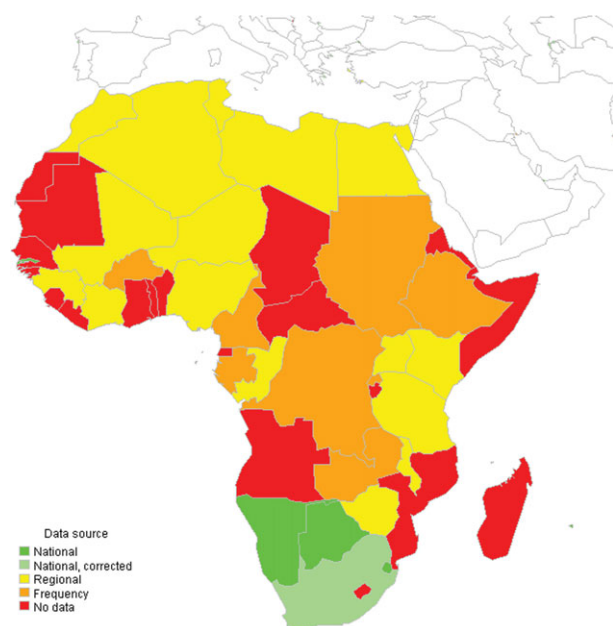 Data source
National
National, corrected
Regional
Frequency
No data